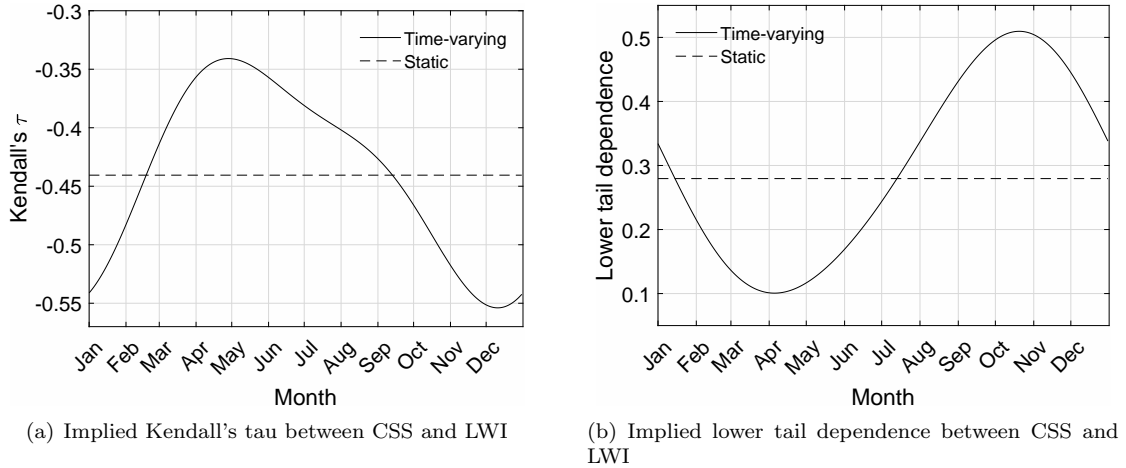 -0.3
-0.35
-0.4
-0.45
-0.5
-0.55
Kendall's τ
Time-varying
Static
Jan Feb Mar Apr May Jun Jul Aug Sep Oct Nov Dec
Month
(a) Implied Kendall's tau between CSS and LWI
0.5
0.4
0.3
0.2
0.1
Lower tail dependence
Time-varying
Static
Jan Feb Mar Apr May Jun Jul Aug Sep Oct Nov Dec
Month
(b) Implied lower tail dependence between CSS and
LWI